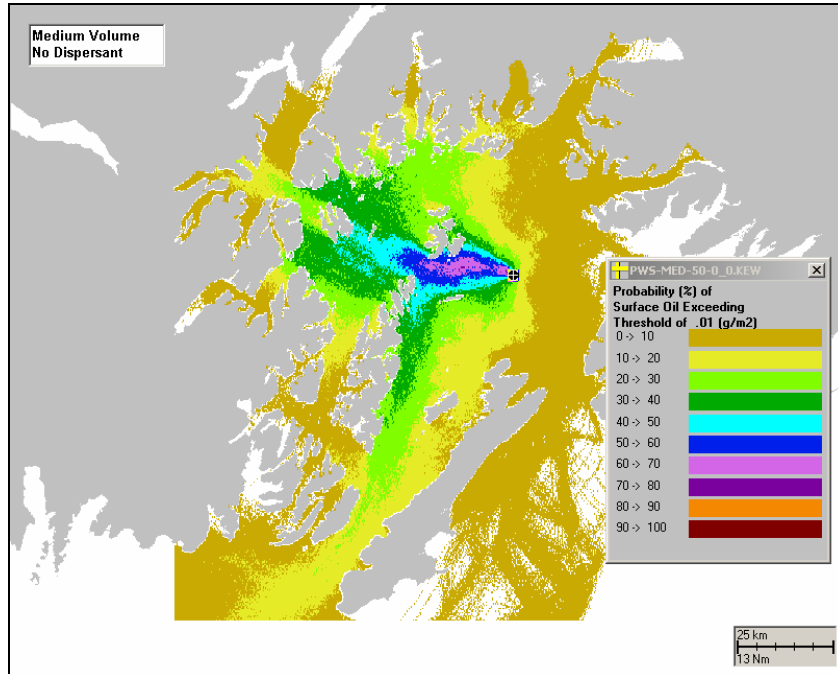 Medium Volume
No Dispersant
PWS-MED-50-0_0.KEW
Probability (%) of
Surface Oil Exceeding
Threshold of .01 (g/m2)
0 -> 10
10 -> 20
20 -> 30
30 -> 40
40 -> 50
50 -> 60
60 -> 70
70 -> 80
80 -> 90
90 -> 100
25 km
13 Nm